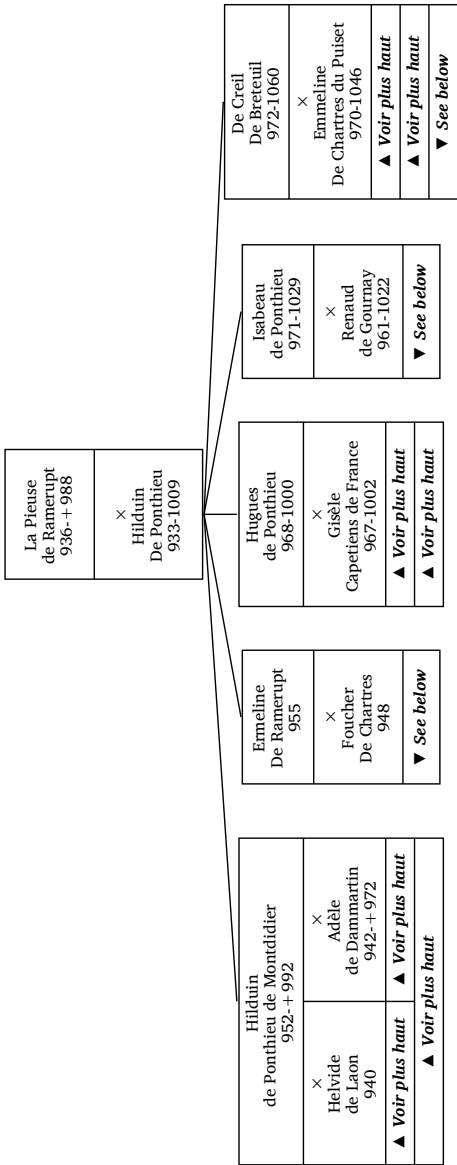 La Pieuse
de Ramerupt
936-+988
×
Hilduin
De Ponthieu
933-1009
Hilduin
de Ponthieu de Montdidier
952-+992
×
Helvide
de Laon
940
▲ Voir plus haut
×
Adèle
de Dammartin
942-+972
▲ Voir plus haut
▲ Voir plus haut
Ermeline
De Ramerupt
955
×
Foucher
De Chartres
948
▼ See below
Hugues
de Ponthieu
968-1000
×
Gisèle
Capetiens de France
967-1002
▲ Voir plus haut
▲ Voir plus haut
Isabeau
de Ponthieu
971-1029
×
Renaud
de Gournay
961-1022
▼ See below
De Creil
De Breteuil
972-1060
×
Emmeline
De Chartres du Puiset
970-1046
▲ Voir plus haut
▲ Voir plus haut
▼ See below